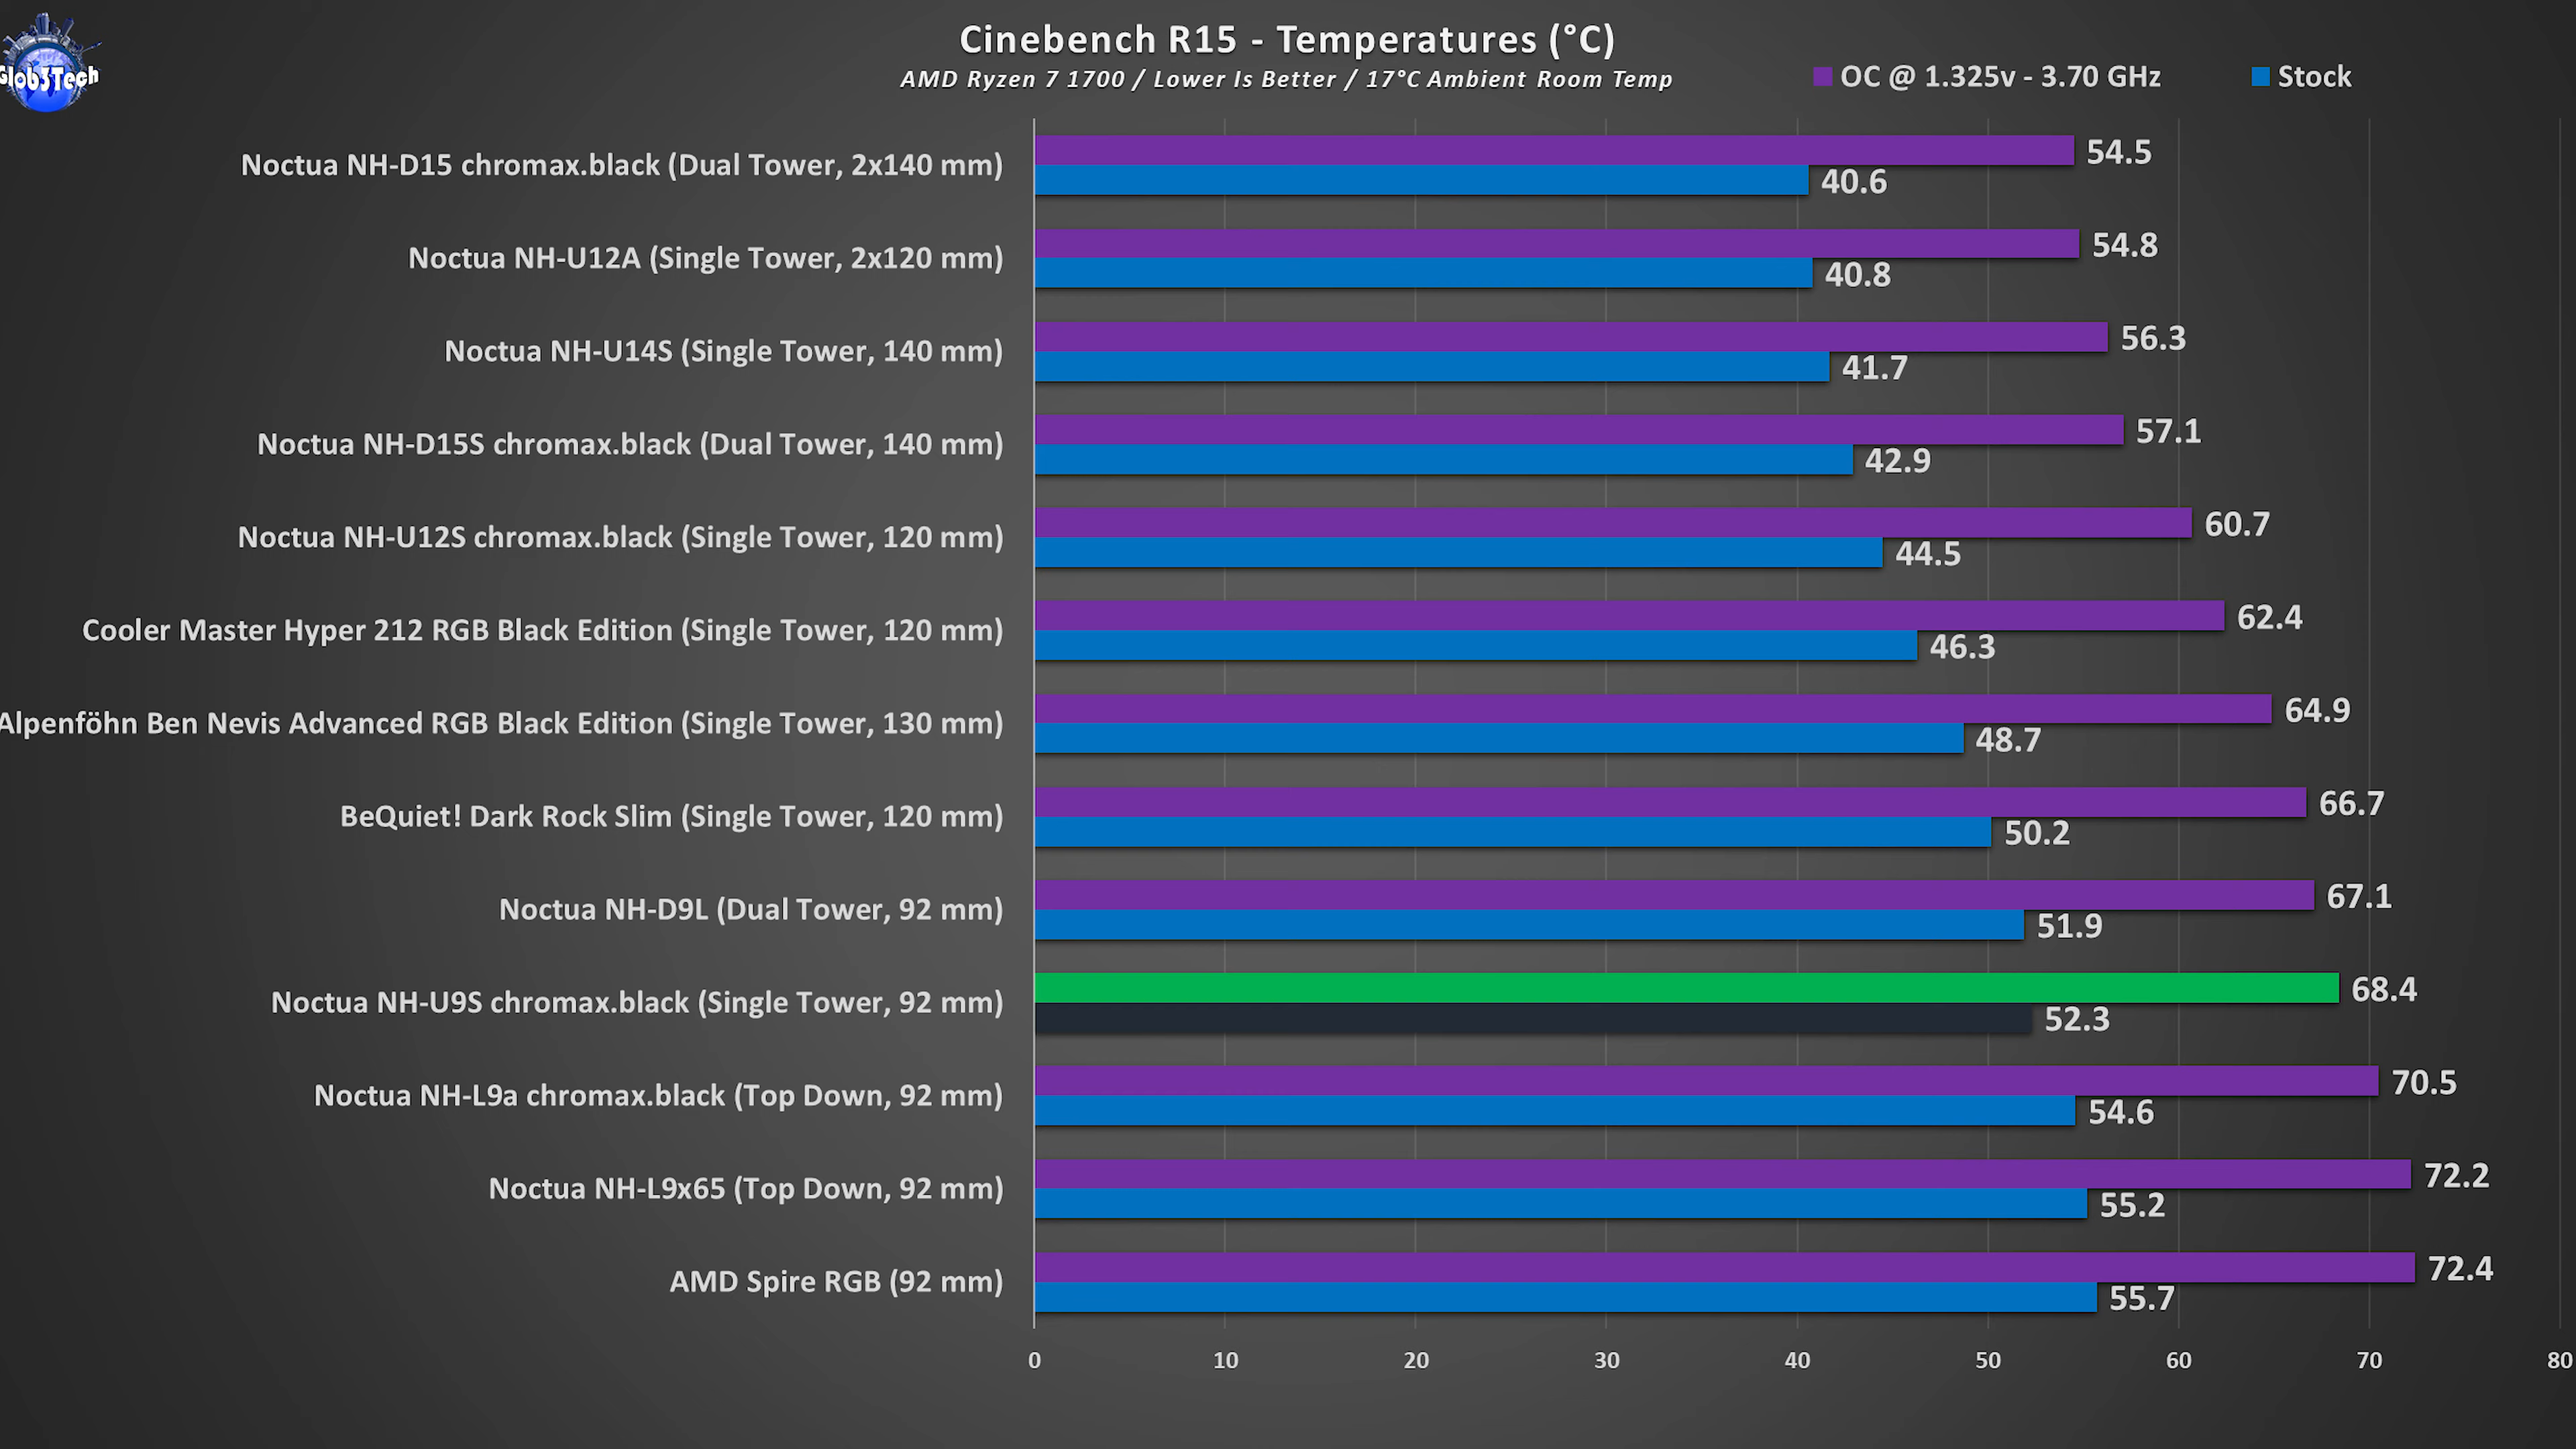 Glob3Tech
Cinebench R15 - Temperatures (°C)
AMD Ryzen 7 1700 / Lower Is Better / 17°C Ambient Room Temp
OC @ 1.325v - 3.70 GHz
Stock
Noctua NH-D15 chromax.black (Dual Tower, 2x140 mm)
54.5
40.6
Noctua NH-U12A (Single Tower, 2x120 mm)
54.8
40.8
Noctua NH-U14S (Single Tower, 140 mm)
56.3
41.7
Noctua NH-D15S chromax.black (Dual Tower, 140 mm)
57.1
42.9
Noctua NH-U12S chromax.black (Single Tower, 120 mm)
60.7
44.5
Cooler Master Hyper 212 RGB Black Edition (Single Tower, 120 mm)
62.4
46.3
Alpenföhn Ben Nevis Advanced RGB Black Edition (Single Tower, 130 mm)
64.9
48.7
BeQuiet! Dark Rock Slim (Single Tower, 120 mm)
66.7
50.2
Noctua NH-D9L (Dual Tower, 92 mm)
67.1
51.9
Noctua NH-U9S chromax.black (Single Tower, 92 mm)
68.4
52.3
Noctua NH-L9a chromax.black (Top Down, 92 mm)
70.5
54.6
Noctua NH-L9x65 (Top Down, 92 mm)
72.2
55.2
AMD Spire RGB (92 mm)
72.4
55.7
0 10 20 30 40 50 60 70 80